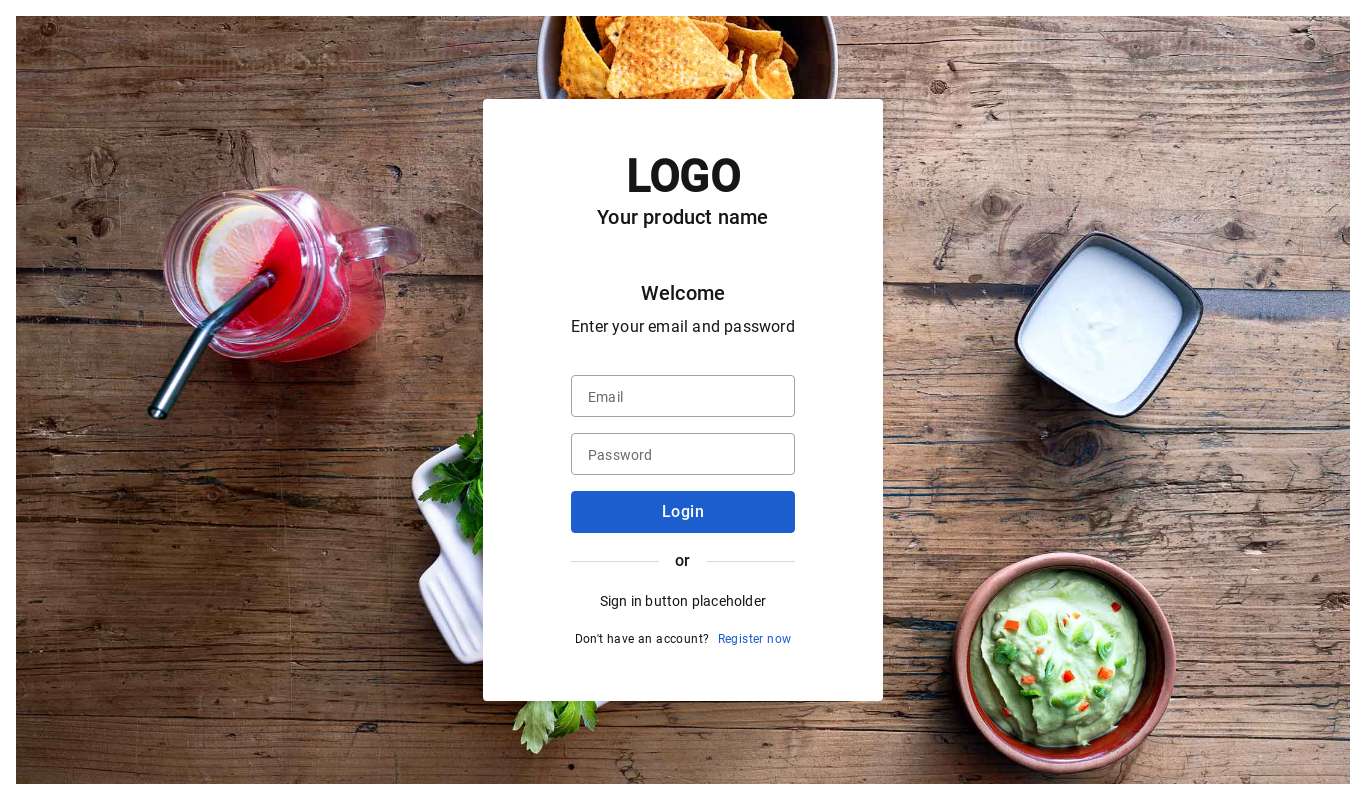 LOGO
Your product name
Welcome
Enter your email and password
Email
Password
Login
or
Sign in button placeholder
Don't have an account? Register now